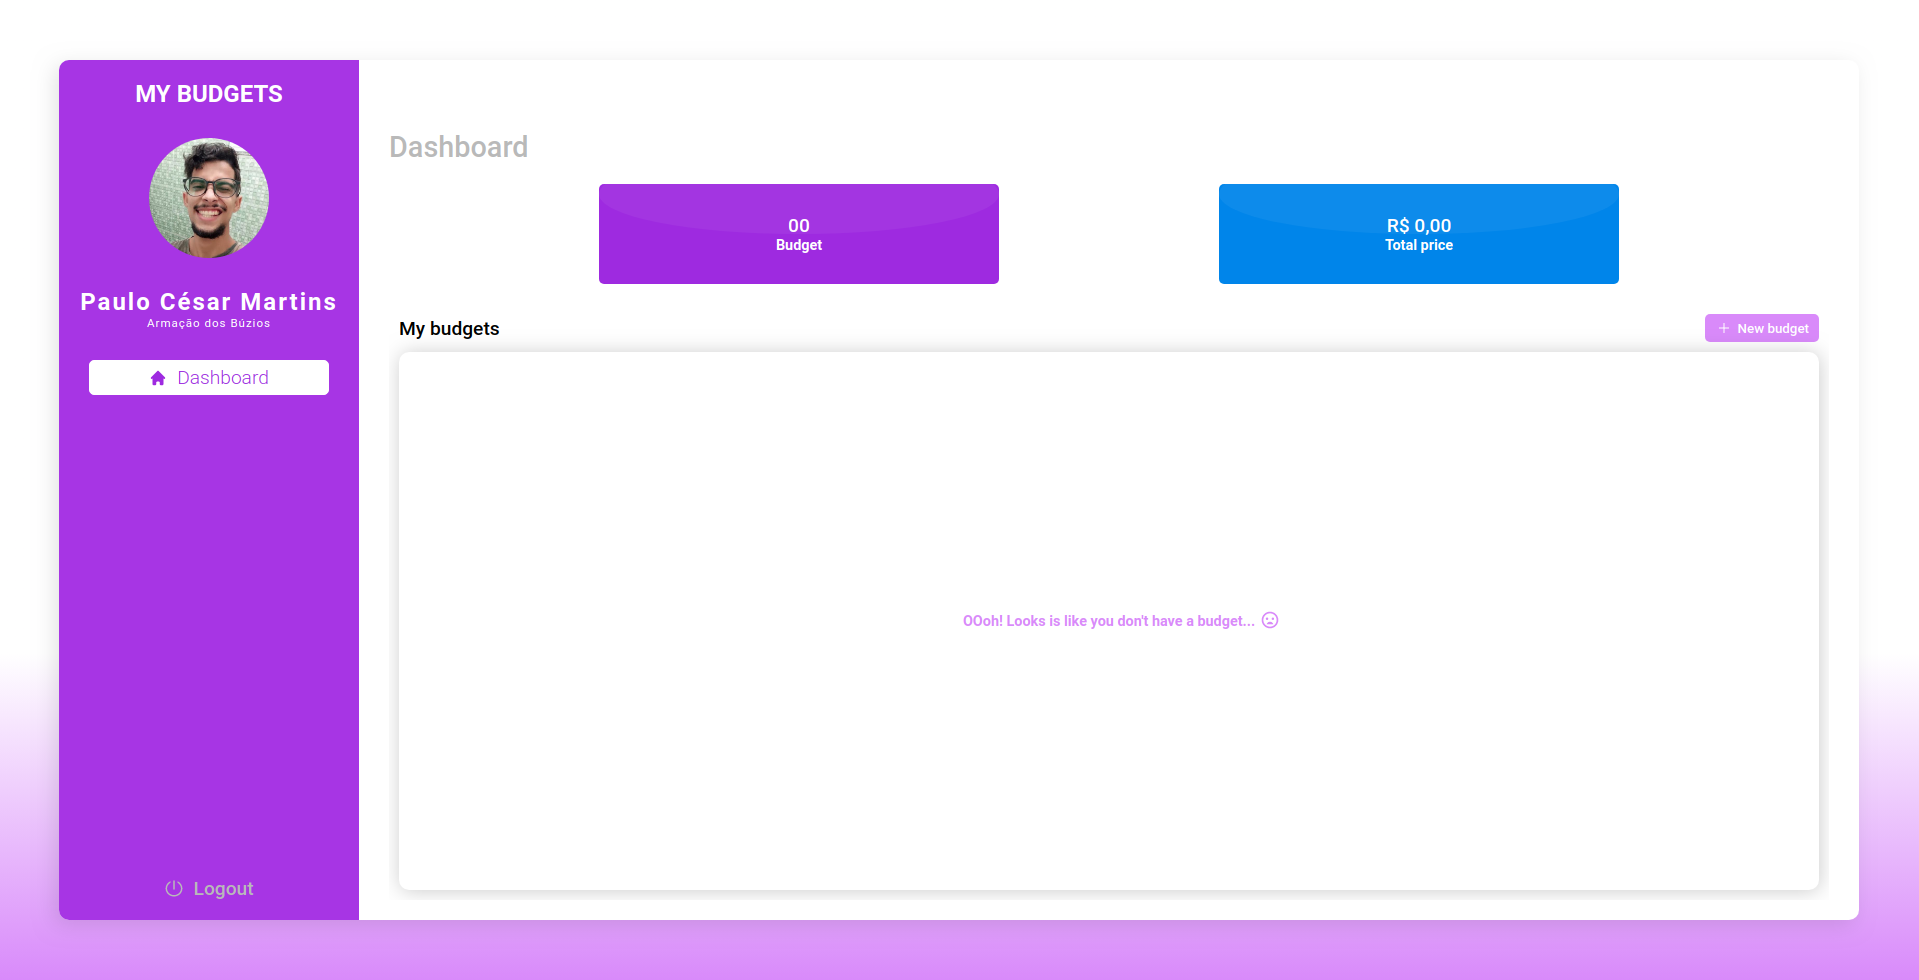 MY BUDGETS
Paulo César Martins
Armação dos Búzios
Dashboard
Logout
Dashboard
00
Budget
R$ 0,00
Total price
My budgets
New budget
OOoh! Looks is like you don't have a budget...